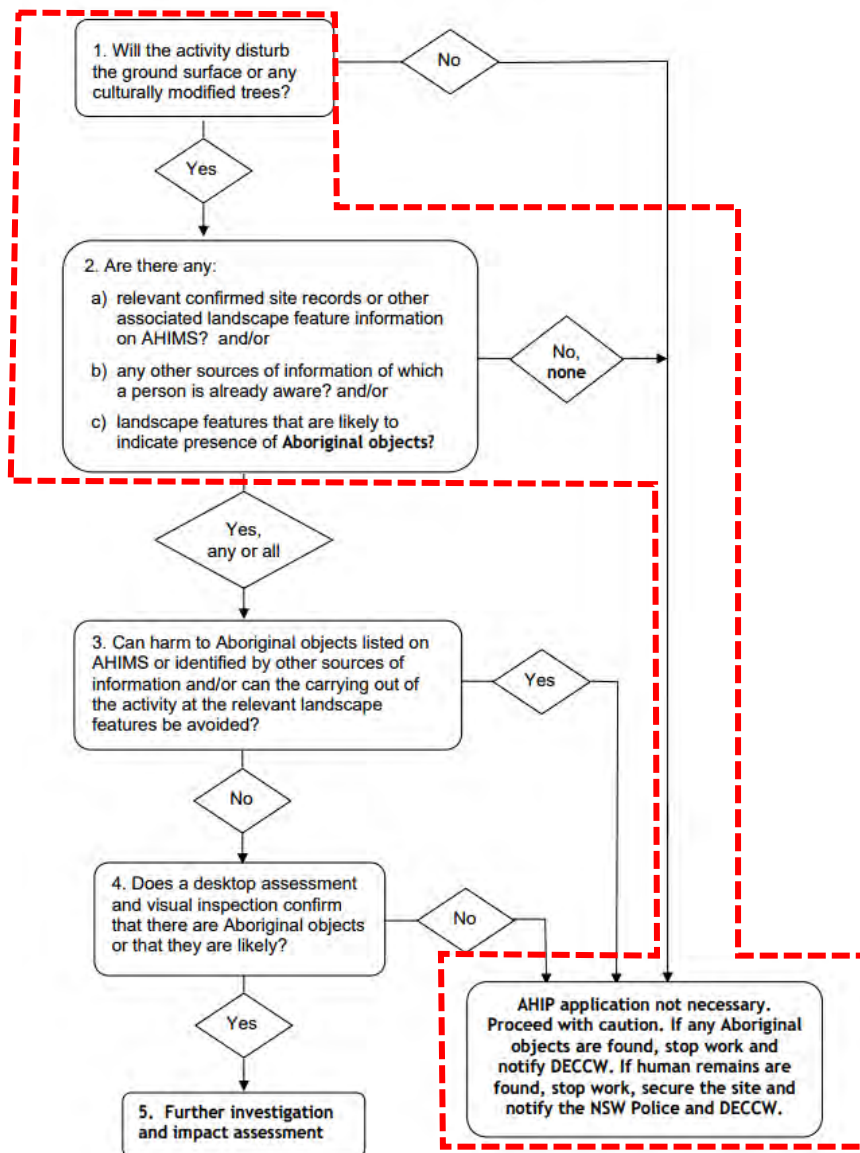 1. Will the activity disturb
the ground surface or any
culturally modified trees?
No
Yes
2. Are there any:
a) relevant confirmed site records or other
associated landscape feature information
on AHIMS? and/or
b) any other sources of information of which
a person is already aware? and/or
c) landscape features that are likely to
indicate presence of Aboriginal objects?
No,
none
Yes,
any or all
3. Can harm to Aboriginal objects listed on
AHIMS or identified by other sources of
information and/or can the carrying out of
the activity at the relevant landscape
features be avoided?
Yes
No
4. Does a desktop assessment
and visual inspection confirm
that there are Aboriginal objects
or that they are likely?
No
Yes
AHIP application not necessary.
Proceed with caution. If any Aboriginal
objects are found, stop work and
notify DECCW. If human remains are
found, stop work, secure the site and
notify the NSW Police and DECCW.
5. Further investigation
and impact assessment